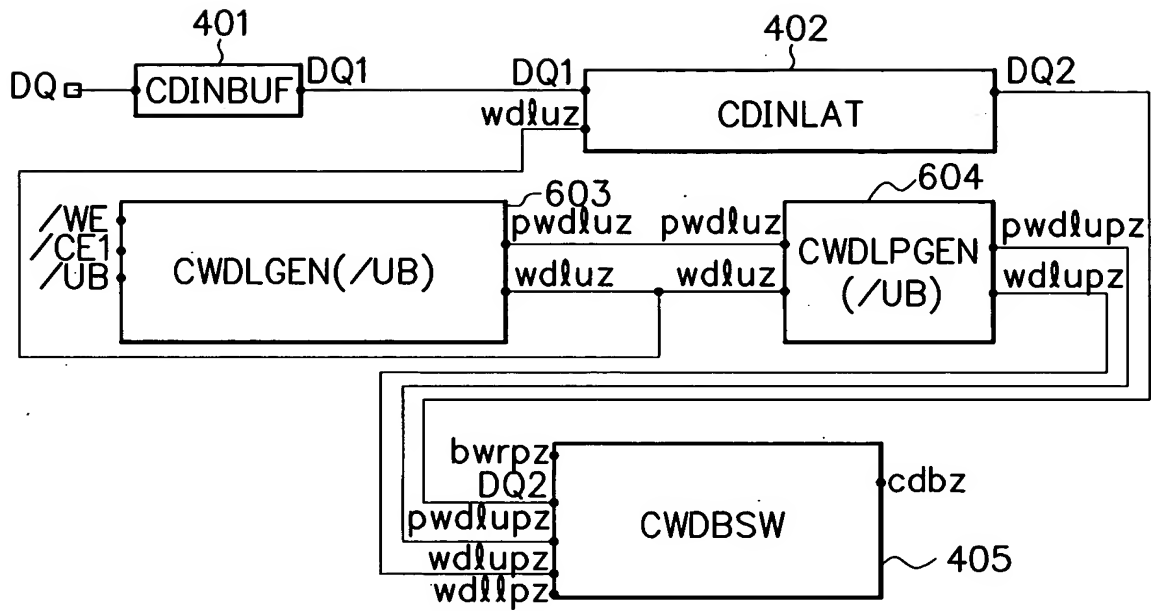 401
402
DQ
CDINBUF
DQ1
DQ1
wdluz
CDINLAT
DQ2
603
604
/WE
/CE1
/UB
CWDLGEN(/UB)
pwdluz
wdluz
pwdluz
wdluz
CWDLPGEN
(/UB)
pwdlupz
wdlupz
bwrpz
DQ2
pwdlupz
wdlupz
wdllpz
CWDBSW
cdbz
405